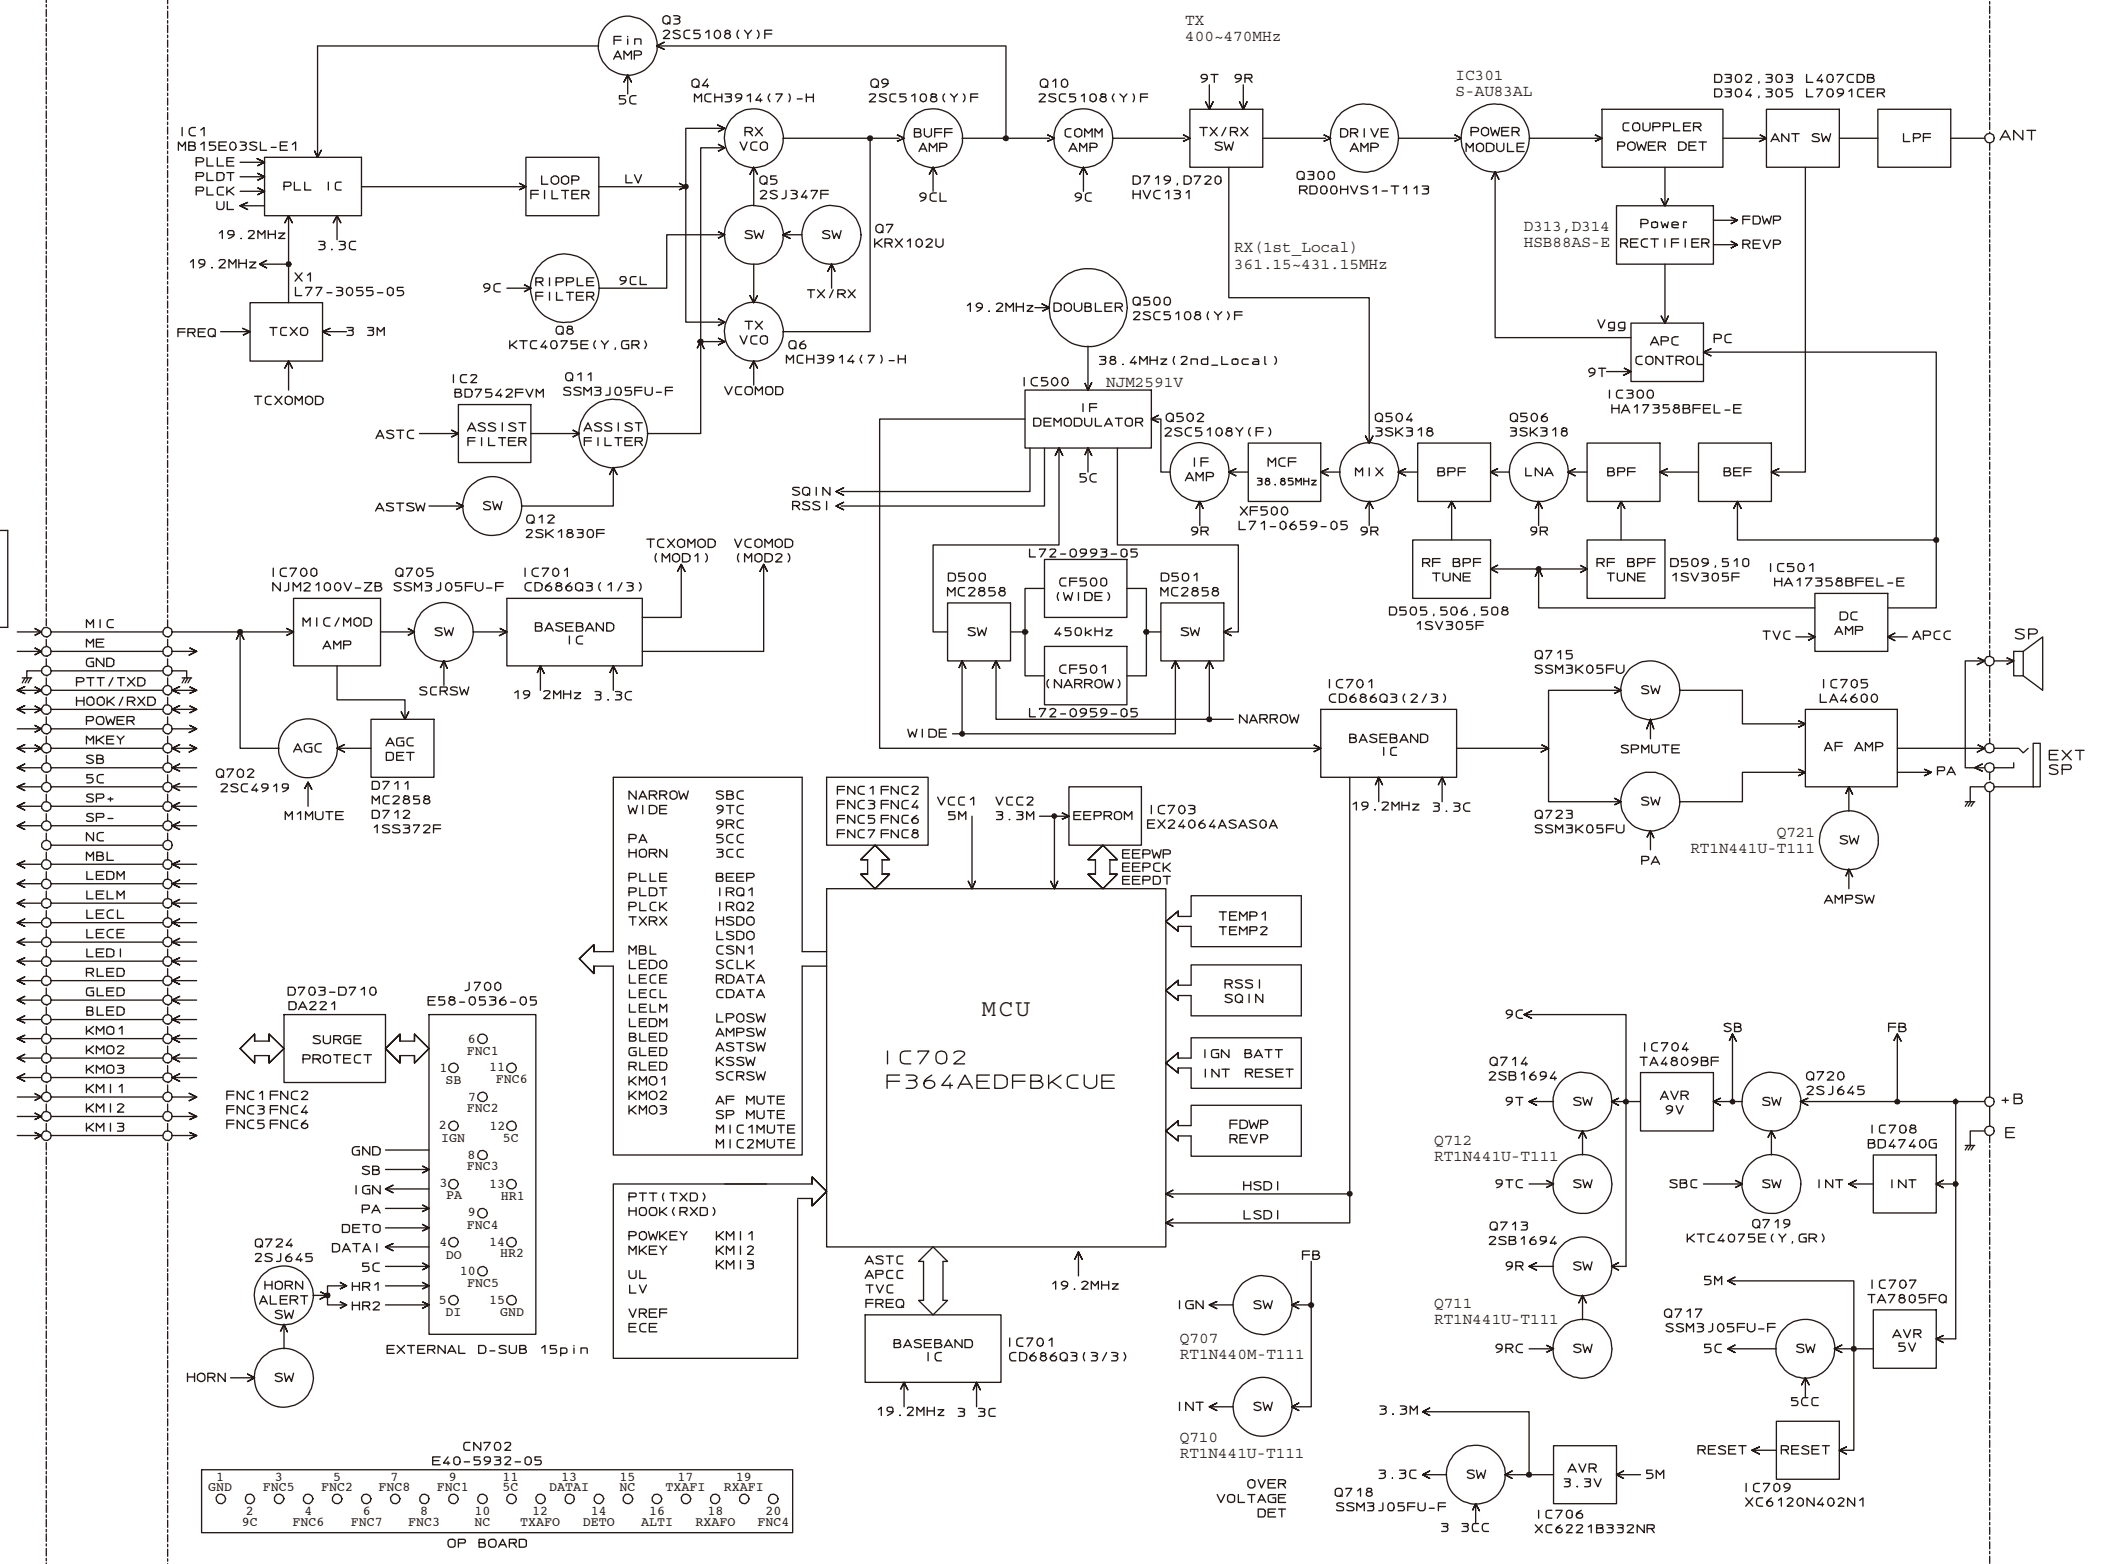 Q3
2SC5108(Y)F
Fin
AMP
5C
TX
400~470MHz
IC1
MB15E03SL-E1
PLLE
PLDT
PLCK
UL
PLL IC
19.2MHz
3.3C
19.2MHz
X1
L77-3055-05
FREQ
TCXO
3 3M
TCXOMOD
LOOP
FILTER
LV
Q4
MCH3914(7)-H
RX
VCO
Q5
2SJ347F
SW
SW
Q7
KRX102U
TX/RX
9C
RIPPLE
FILTER
9CL
Q8
KTC4075E(Y,GR)
TX
VCO
Q6
MCH3914(7)-H
VCOMOD
IC2
BD7542FVM
Q11
SSM3J05FU-F
ASTC
ASSIST
FILTER
ASSIST
FILTER
ASTSW
SW
Q12
2SK1830F
Q9
2SC5108(Y)F
BUFF
AMP
9CL
Q10
2SC5108(Y)F
COMM
AMP
9C
9T 9R
TX/RX
SW
D719,D720
HVC131
DRIVE
AMP
Q300
RD00HVS1-T113
IC301
S-AU83AL
POWER
MODULE
COUPPLER
POWER DET
D302,303 L407CDB
D304,305 L7091CER
ANT SW
LPF
ANT
D313,D314
HSB88AS-E
Power
RECTIFIER
FDWP
REVP
RX(1st_Local)
361.15~431.15MHz
Vgg
APC
CONTROL
PC
9T
IC300
HA17358BFEL-E
19.2MHz
DOUBLER
Q500
2SC5108(Y)F
38.4MHz(2nd_Local)
IC500
NJM2591V
IF
DEMODULATOR
5C
SQIN
RSSI
Q502
2SC5108Y(F)
IF
AMP
9R
MCF
38.85MHz
XF500
L71-0659-05
Q504
3SK318
MIX
9R
BPF
Q506
3SK318
LNA
9R
BPF
BEF
RF BPF
TUNE
D505,506,508
1SV305F
RF BPF
TUNE
D509,510
1SV305F
IC501
HA17358BFEL-E
DC
AMP
TVC
APCC
L72-0993-05
D500
MC2858
CF500
(WIDE)
D501
MC2858
SW
450kHz
SW
CF501
(NARROW)
L72-0959-05
NARROW
WIDE
TCXOMOD
(MOD1)
VCOMOD
(MOD2)
IC700
NJM2100V-ZB
Q705
SSM3J05FU-F
IC701
CD686Q3(1/3)
MIC/MOD
AMP
SW
SCRSW
BASEBAND
IC
19 2MHz
3.3C
AGC
Q702
2SC4919
M1MUTE
AGC
DET
D711
MC2858
D712
1SS372F
MIC
ME
GND
PTT/TXD
HOOK/RXD
POWER
MKEY
SB
5C
SP+
SP-
NC
MBL
LEDM
LELM
LECL
LECE
LEDI
RLED
GLED
BLED
KMO1
KMO2
KMO3
KMI1
KMI2
KMI3
IC701
CD686Q3(2/3)
BASEBAND
IC
19.2MHz
3.3C
Q715
SSM3K05FU
SW
SPMUTE
SW
Q723
SSM3K05FU
PA
IC705
LA4600
AF AMP
PA
Q721
RT1N441U-T111
SW
AMPSW
SP
EXT
SP
NARROW SBC
WIDE 9TC
9RC
PA 5CC
HORN 3CC
PLLE BEEP
PLDT IRQ1
PLCK IRQ2
TXRX HSDO
LSDO
MBL CSN1
LEDO SCLK
LECE RDATA
LECL CDATA
LELM
LEDM LPOSW
BLED AMPSW
GLED ASTSW
RLED KSSW
KMO1 SCRSW
KMO2
KMO3 AF MUTE
SP MUTE
MIC1MUTE
MIC2MUTE
FNC1 FNC2
FNC3 FNC4
FNC5 FNC6
FNC7 FNC8
VCC1
5M
VCC2
3.3M
EEPROM
IC703
EX24064ASAS0A
EEPWP
EEPCK
EEPDT
MCU
IC702
F364AEDFBKCUE
TEMP1
TEMP2
RSSI
SQIN
IGN BATT
INT RESET
FDWP
REVP
HSDI
LSDI
19.2MHz
PTT(TXD)
HOOK(RXD)
POWKEY KMI1
MKEY KMI2
KMI3
UL
LV
VREF
ECE
ASTC
APCC
TVC
FREQ
BASEBAND
IC
IC701
CD686Q3(3/3)
19.2MHz 3 3C
D703-D710
DA221
SURGE
PROTECT
FNC1 FNC2
FNC3 FNC4
FNC5 FNC6
J700
E58-0536-05
6
FNC1
1
SB
11
FNC6
7
FNC2
2
IGN
12
5C
8
FNC3
3
PA
13
HR1
9
FNC4
4
DO
14
HR2
10
FNC5
5
DI
15
GND
GND
SB
IGN
PA
DETO
DATAI
5C
HR1
HR2
EXTERNAL D-SUB 15pin
Q724
2SJ645
HORN
ALERT
SW
HORN
SW
FB
IGN
SW
Q707
RT1N440M-T111
INT
SW
Q710
RT1N441U-T111
OVER
VOLTAGE
DET
9C
Q714
2SB1694
9T
SW
Q712
RT1N441U-T111
9TC
SW
Q713
2SB1694
9R
SW
Q711
RT1N441U-T111
9RC
SW
IC704
TA4809BF
AVR
9V
SB
FB
Q720
2SJ645
SW
SBC
SW
Q719
KTC4075E(Y,GR)
+B
E
IC708
BD4740G
INT
INT
5M
IC707
TA7805FQ
Q717
SSM3J05FU-F
5C
SW
AVR
5V
5CC
RESET
RESET
IC709
XC6120N402N1
3.3M
3.3C
SW
Q718
SSM3J05FU-F
3 3CC
AVR
3.3V
5M
IC706
XC6221B332NR
CN702
E40-5932-05
1 3 5 7 9 11 13 15 17 19
GND FNC5 FNC2 FNC8 FNC1 5C DATAI NC TXAFI RXAFI
2 4 6 8 10 12 14 16 18 20
9C FNC6 FNC7 FNC3 NC TXAFO DETO ALTI RXAFO FNC4
OP BOARD